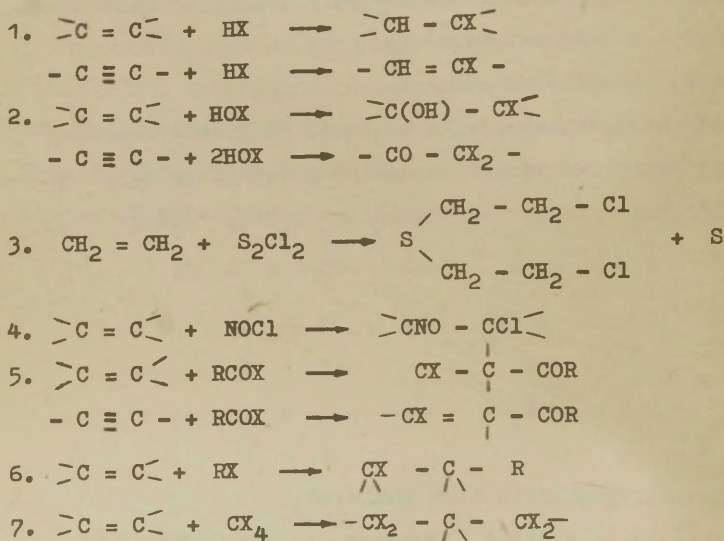 1. >C = C< + HX → >CH - CX<
- C ≡ C - + HX → - CH = CX -
2. >C = C< + HOX → >C(OH) - CX<
- C ≡ C - + 2HOX → - CO - CX₂ -
3. CH₂ = CH₂ + S₂Cl₂ → S CH₂ - CH₂ - Cl CH₂ - CH₂ - Cl + S
4. >C = C< + NOCl → >CNO - CCl<
5. >C = C< + RCOX → CX - C - COR
- C ≡ C - + RCOX → -CX = C - COR
6. >C = C< + RX → CX - C - R
7. >C = C< + CX₄ → -CX₂ - C - CX₂-